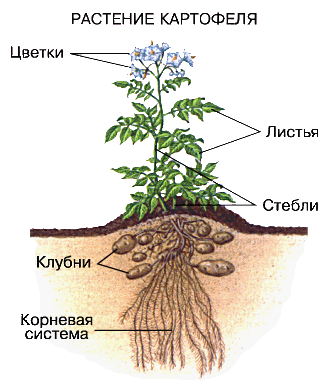 РАСТЕНИЕ КАРТОФЕЛЯ
Цветки
Листья
Стебли
Клубни
Корневая
система